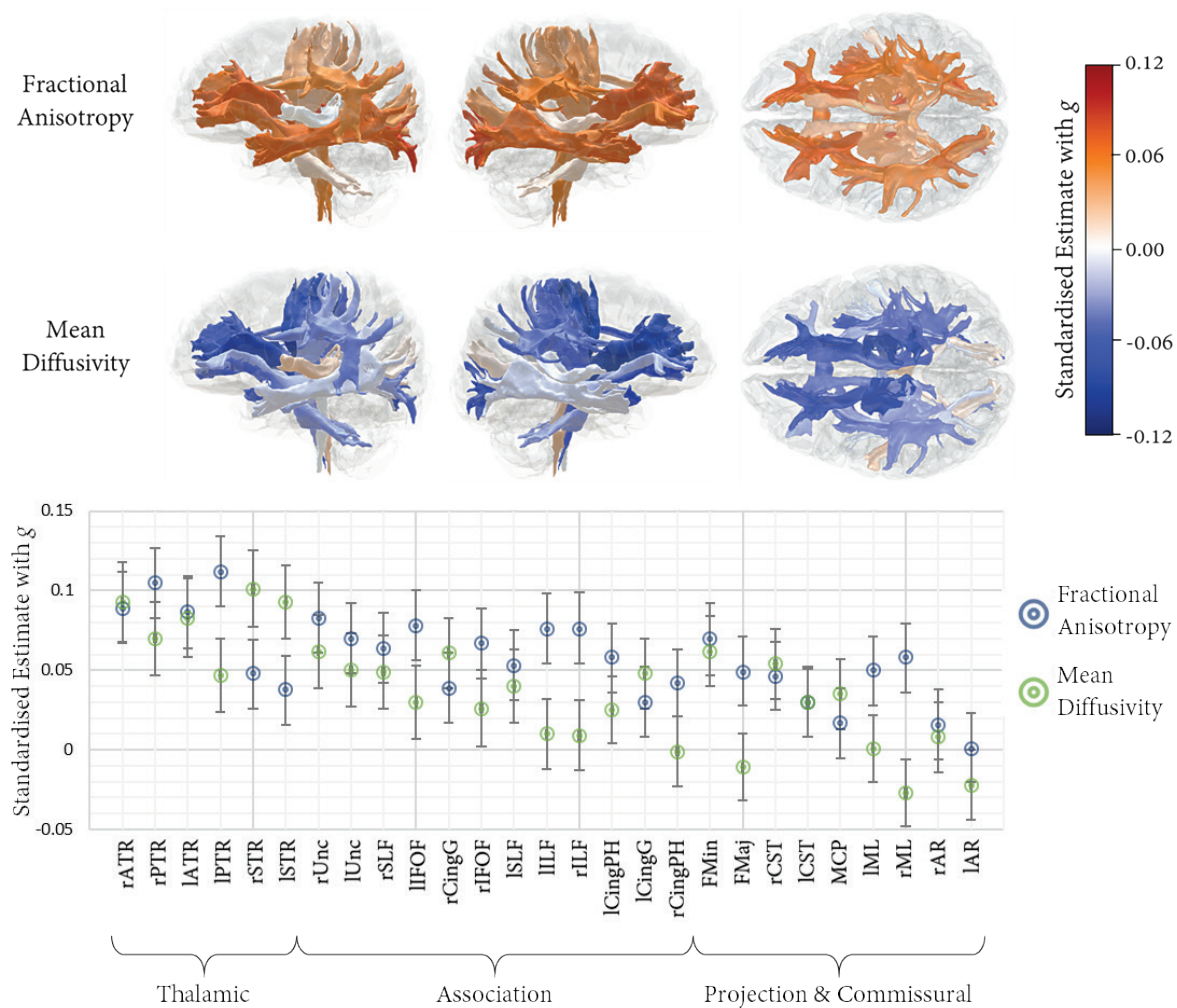 Fractional
Anisotropy
Mean
Diffusivity
0.12
0.06
0.00
-0.06
-0.12
Standardised Estimate with g
Standardised Estimate with g
0.15
0.1
0.05
0
-0.05
rATR
rPTR
lATR
lPTR
rSTR
lSTR
rUnc
lUnc
rSLF
lIFOF
rCingG
rIFOF
lSLF
lILF
rILF
lCingPH
lCingG
rCingPH
FMin
FMaj
rCST
lCST
MCP
lML
rML
rAR
lAR
Thalamic
Association
Projection & Commissural
Fractional
Anisotropy
Mean
Diffusivity